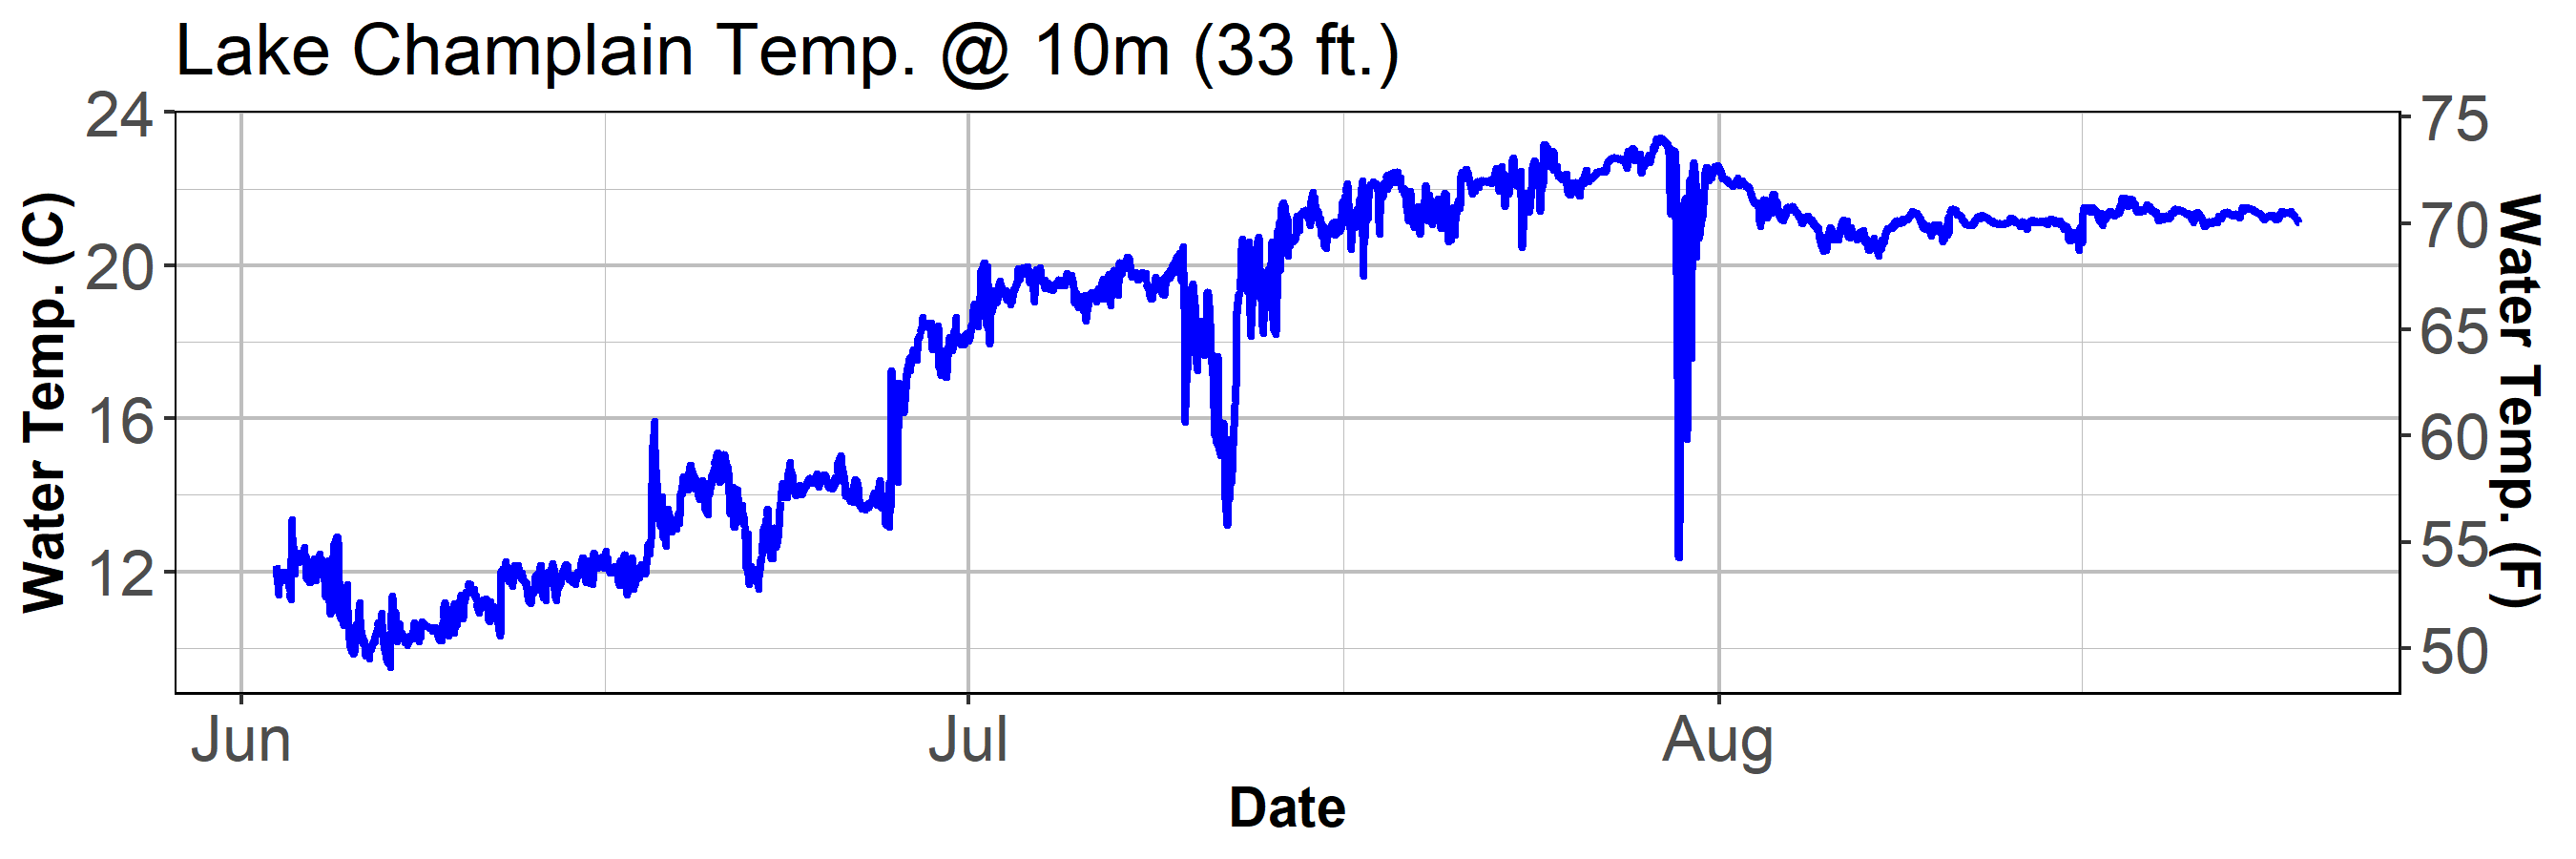 Lake Champlain Temp. @ 10m (33 ft.)
Water Temp. (C)
24
20
16
12
75
70
65
60
55
50
Water Temp. (F)
Jun Jul Aug
Date